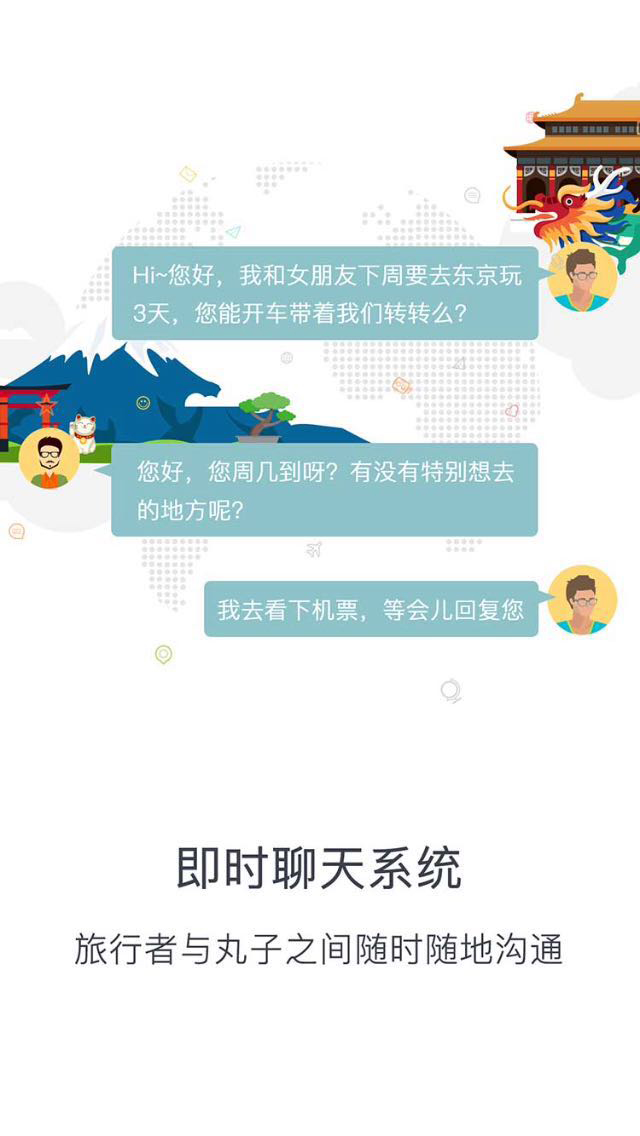 Hi~您好，我和女朋友下周要去东京玩
3天，您能开车带着我们转转么？
您好，您周几到呀？有没有特别想去
的地方呢？
我去看下机票，等会儿回复您
即时聊天系统
旅行者与丸子之间随时随地沟通